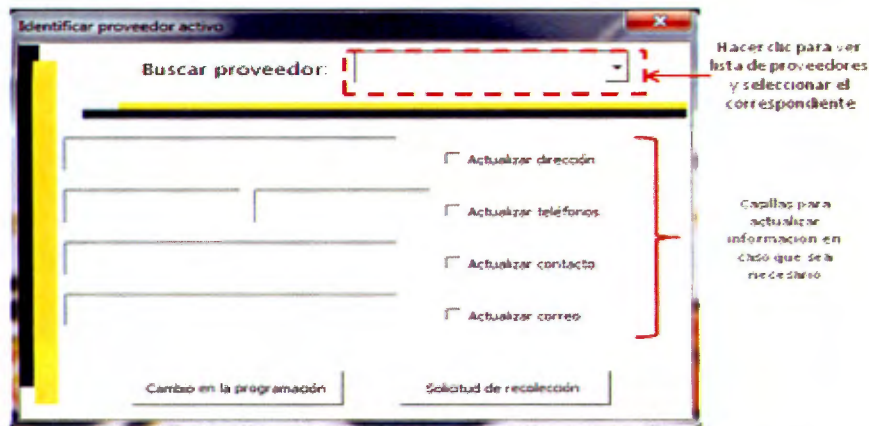 Identificar proveedor activo
Buscar proveedor:
Hacer clic para ver
lista de proveedores
y seleccionar el
correspondiente
Actualizar dirección
Actualizar teléfonos
Actualizar contacto
Actualizar correo
Casillas para
actualizar
información en
caso que sea
necesario
Cambio en la programación
Solicitud de recolección